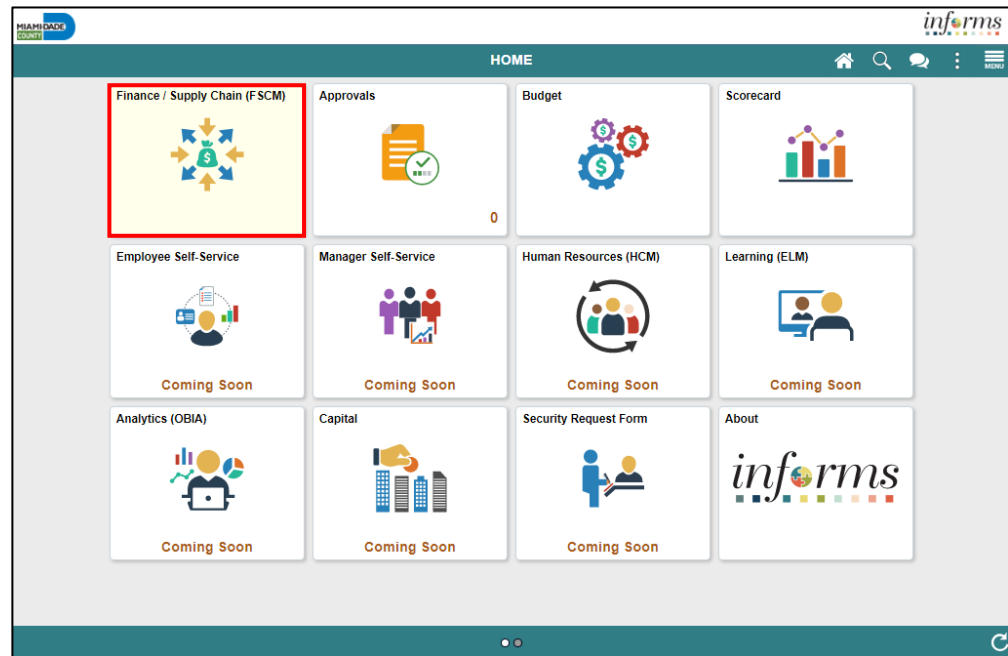 MIAMI-DADE
COUNTY
informs
HOME
MENU
Finance / Supply Chain (FSCM)
Approvals
0
Budget
Scorecard
Employee Self-Service
Coming Soon
Manager Self-Service
Coming Soon
Human Resources (HCM)
Coming Soon
Learning (ELM)
Coming Soon
Analytics (OBIA)
Coming Soon
Capital
Coming Soon
Security Request Form
Coming Soon
About
informs